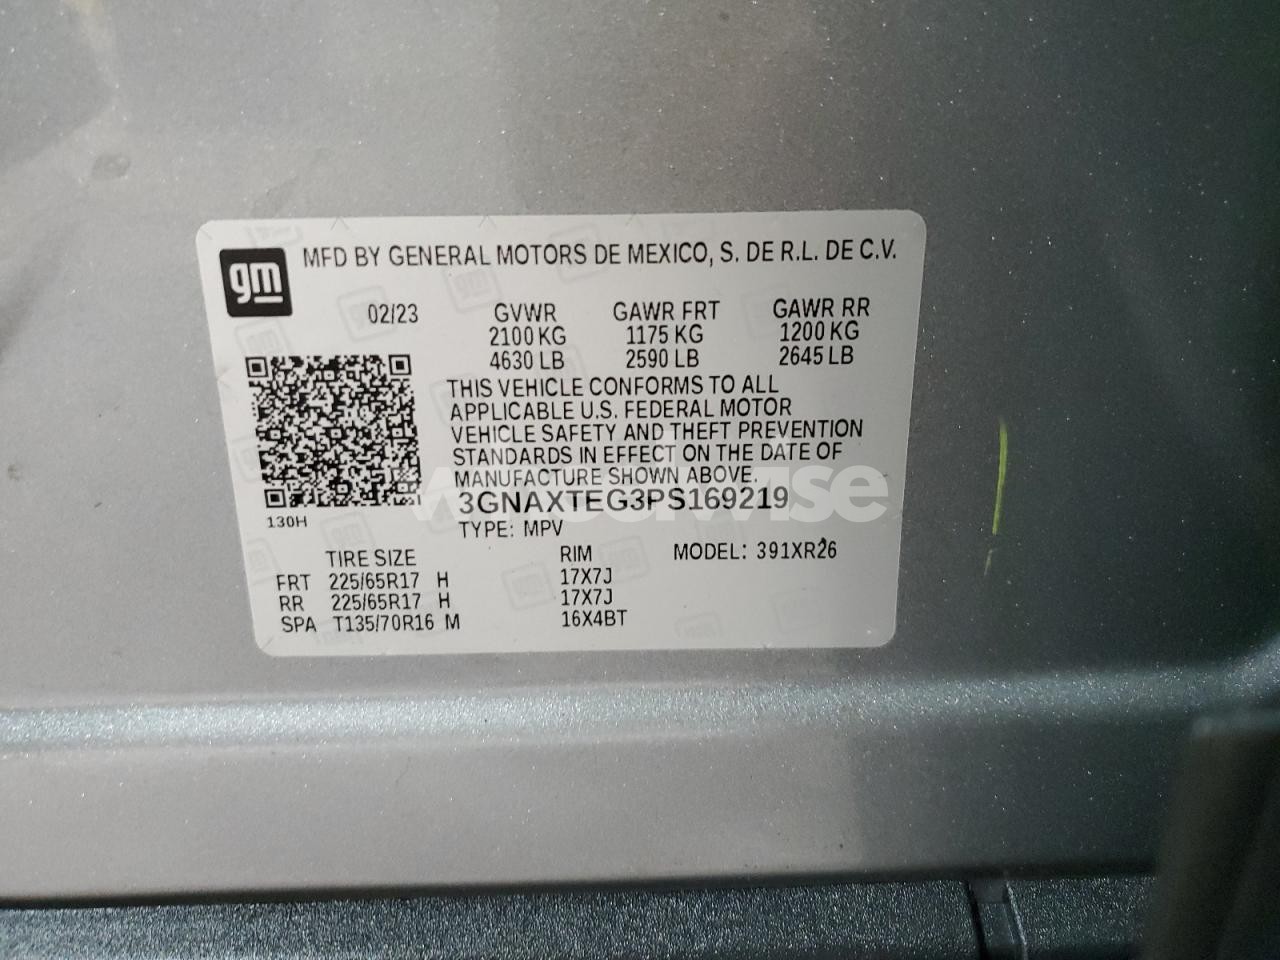 gm MFD BY GENERAL MOTORS DE MEXICO, S. DE R.L. DE C.V.
02/23 GVWR GAWR FRT GAWR RR
2100 KG 1175 KG 1200 KG
4630 LB 2590 LB 2645 LB
THIS VEHICLE CONFORMS TO ALL
APPLICABLE U.S. FEDERAL MOTOR
VEHICLE SAFETY AND THEFT PREVENTION
STANDARDS IN EFFECT ON THE DATE OF
MANUFACTURE SHOWN ABOVE.
3GNAXTEG3PS169219
130H
TYPE: MPV
TIRE SIZE RIM MODEL: 391XR26
FRT 225/65R17 H 17X7J
RR 225/65R17 H 17X7J
SPA T135/70R16 M 16X4BT